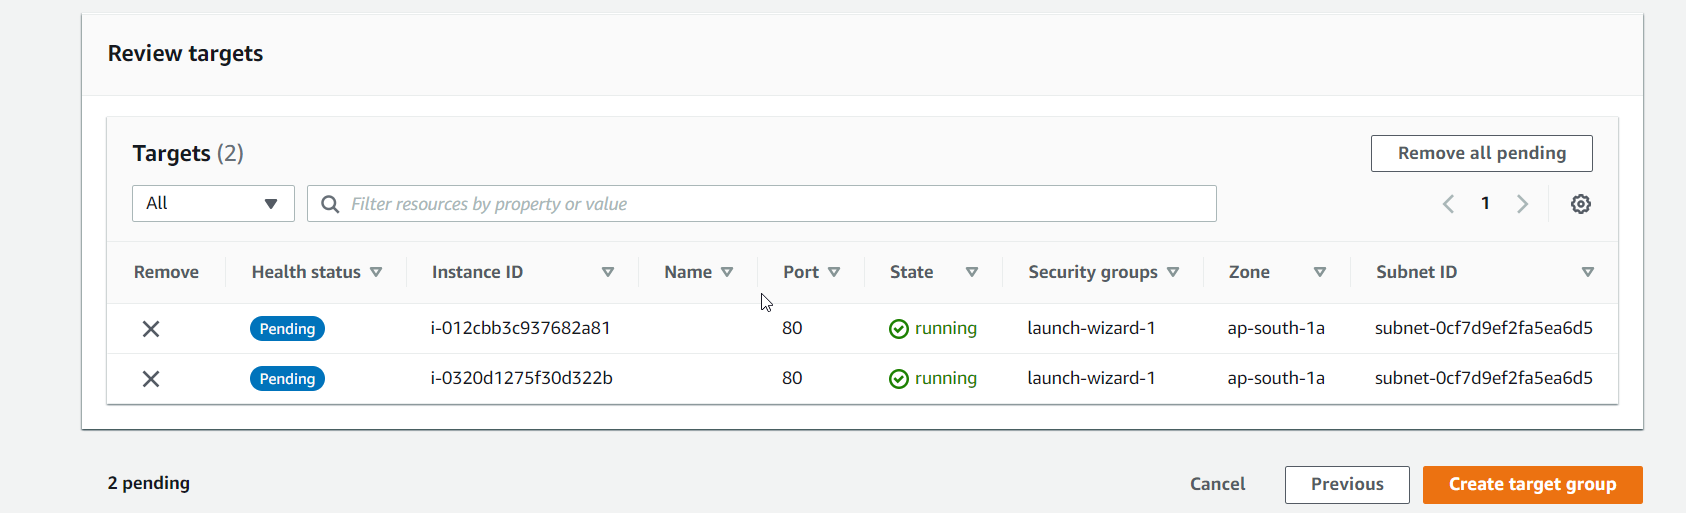 Review targets
Targets (2)
Remove all pending
All
Filter resources by property or value
1
Remove Health status Instance ID Name Port State Security groups Zone Subnet ID
Pending i-012cbb3c937682a81 80 running launch-wizard-1 ap-south-1a subnet-0cf7d9ef2fa5ea6d5
Pending i-0320d1275f30d322b 80 running launch-wizard-1 ap-south-1a subnet-0cf7d9ef2fa5ea6d5
2 pending
Cancel
Previous
Create target group